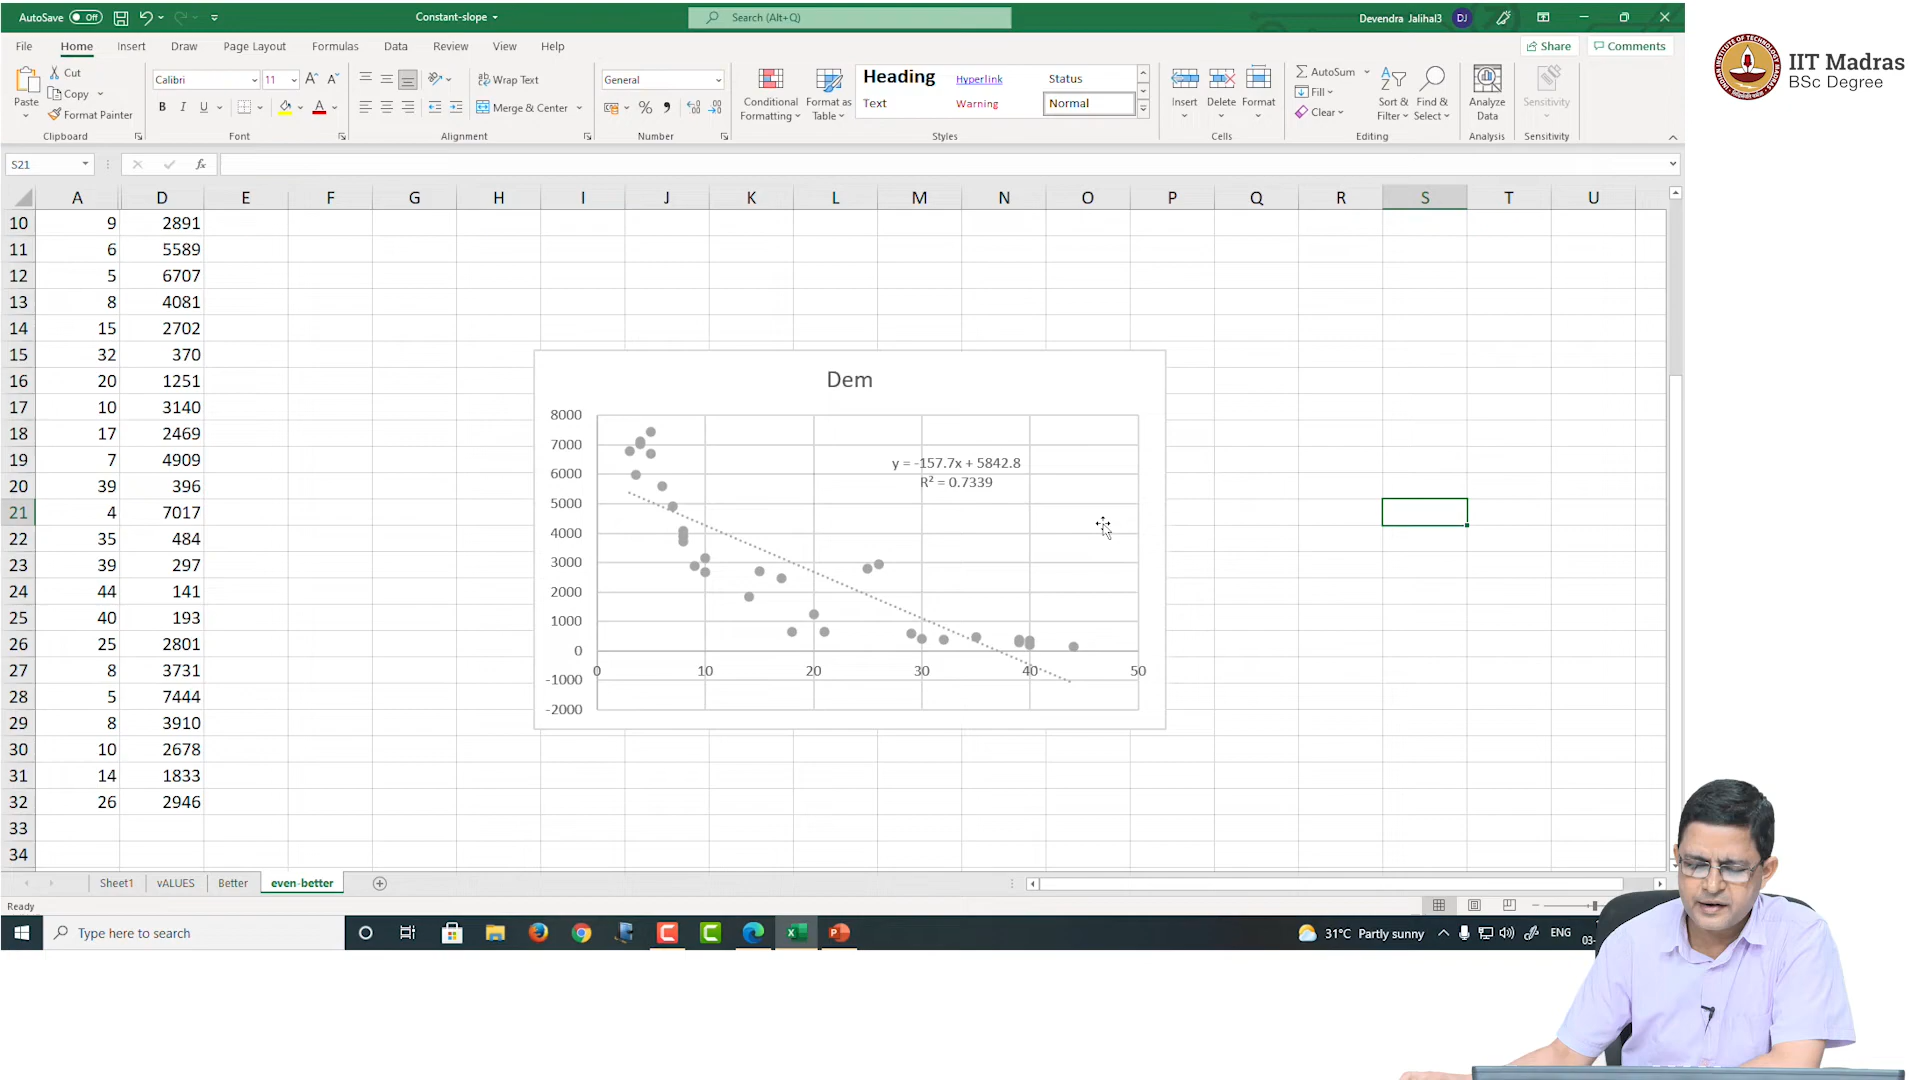 AutoSave Off
Constant-slope
Search (Alt+Q)
Devendra Jalihal3
DJ
IIT Madras
BSc Degree
File Home Insert Draw Page Layout Formulas Data Review View Help
Share Comments
Paste
Cut
Copy
Format Painter
Clipboard
Calibri 11
B I U
Font
Wrap Text
Merge & Center
Alignment
General
Number
Conditional Formatting
Format as Table
Heading Hyperlink Status
Text Warning Normal
Styles
Insert Delete Format
Cells
AutoSum
Fill
Clear
Sort & Filter
Find & Select
Editing
Analyze Data
Analysis
Sensitivity
Sensitivity
S21
fx
A D E F G H I J K L M N O P Q R S T U
10 9 2891
11 6 5589
12 5 6707
13 8 4081
14 15 2702
15 32 370
16 20 1251
17 10 3140
18 17 2469
19 7 4909
20 39 396
21 4 7017
22 35 484
23 39 297
24 44 141
25 40 193
26 25 2801
27 8 3731
28 5 7444
29 8 3910
30 10 2678
31 14 1833
32 26 2946
33
34
Dem
8000
7000
6000
5000
4000
3000
2000
1000
0
-1000
-2000
y = -157.7x + 5842.8
R² = 0.7339
0 10 20 30 40 50
Sheet1 vALUES Better even-better
Ready
Type here to search
31°C Partly sunny
ENG
03-